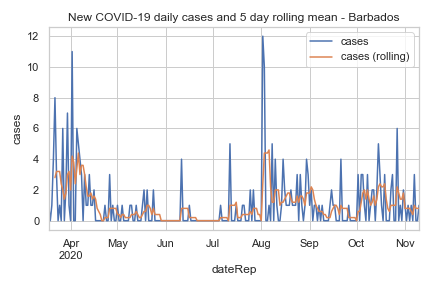 New COVID-19 daily cases and 5 day rolling mean - Barbados
cases
cases (rolling)
12
10
8
6
4
2
0
cases
Apr
2020
May
Jun
Jul
Aug
Sep
Oct
Nov
dateRep